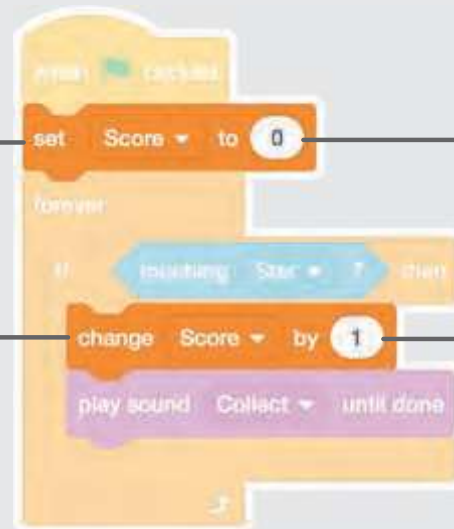 when clicked
set Score to 0
forever
if touching Star ? then
change Score by 1
play sound Collect until done